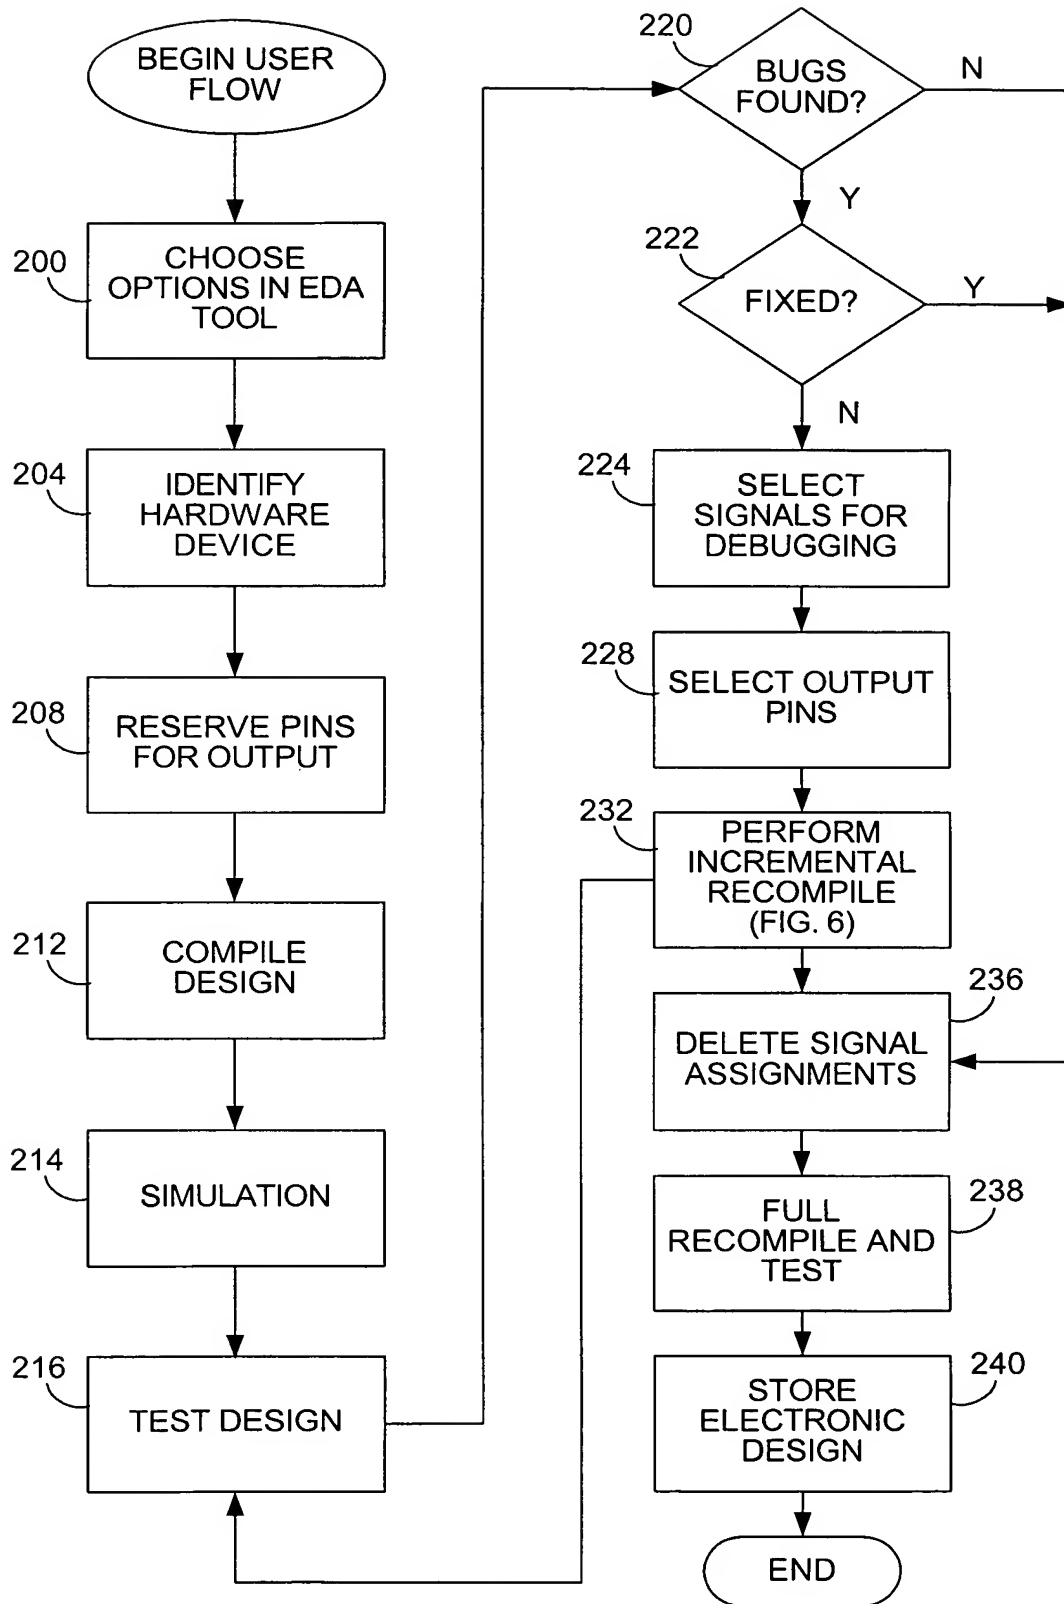 BEGIN USER
FLOW
200
CHOOSE
OPTIONS IN EDA
TOOL
204
IDENTIFY
HARDWARE
DEVICE
208
RESERVE PINS
FOR OUTPUT
212
COMPILE
DESIGN
214
SIMULATION
216
TEST DESIGN
220
BUGS
FOUND?
N
Y
222
FIXED?
Y
N
224
SELECT
SIGNALS FOR
DEBUGGING
228
SELECT OUTPUT
PINS
232
PERFORM
INCREMENTAL
RECOMPILE
(FIG. 6)
236
DELETE SIGNAL
ASSIGNMENTS
238
FULL
RECOMPILE AND
TEST
240
STORE
ELECTRONIC
DESIGN
END